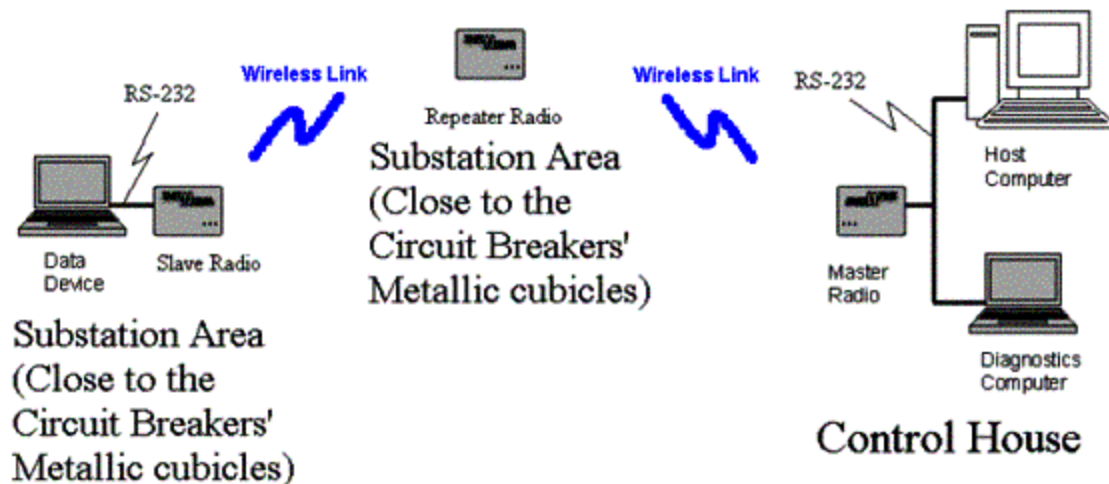 Wireless Link
Wireless Link
RS-232
RS-232
Repeater Radio
Substation Area
(Close to the
Circuit Breakers'
Metallic cubicles)
Host
Computer
Data
Device
Slave Radio
Master
Radio
Substation Area
(Close to the
Circuit Breakers'
Metallic cubicles)
Diagnostics
Computer
Control House